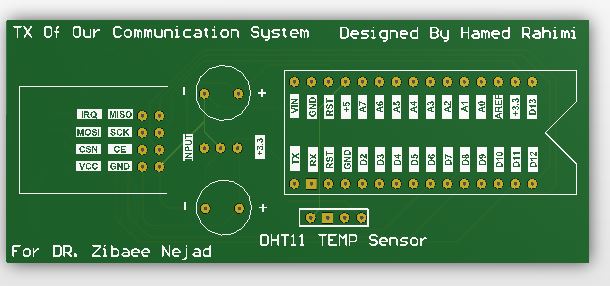 TX Of Our Communication System
Designed By Hamed Rahimi
- +
VIN GND RST +5 A7 A6 A5 A4 A3 A2 A1 A0 AREF +3.3 D13
IRQ MISO
MOSI SCK
CSN CE
VCC GND
INPUT +3.3
TX RX RST GND D2 D3 D4 D5 D6 D7 D8 D9 D10 D11 D12
- +
DHT11 TEMP Sensor
For DR. Zibaee Nejad